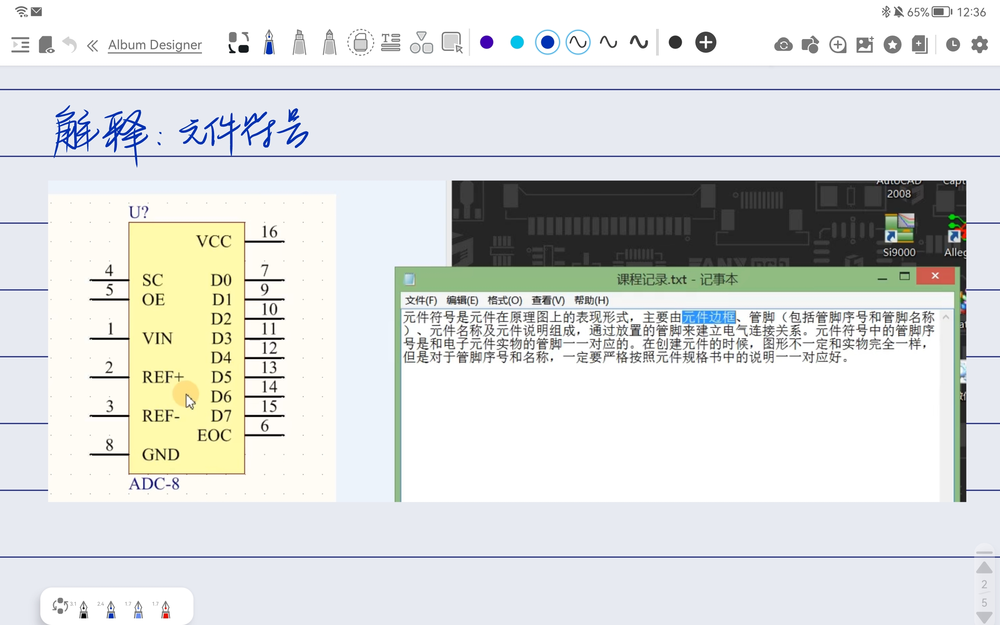 65% 12:36
Album Designer
解释：元件符号
U?
VCC 16
4 SC D0 7
5 OE D1 9
D2 10
1 VIN D3 11
D4 12
2 REF+ D5 13
D6 14
3 REF- D7 15
EOC 6
8 GND
ADC-8
AutoCAD
2008
Capt
Si9000
Alleg
课程记录.txt - 记事本
文件(F) 编辑(E) 格式(O) 查看(V) 帮助(H)
元件符号是元件在原理图上的表现形式，主要由元件边框、管脚（包括管脚序号和管脚名称
）、元件名称及元件说明组成，通过放置的管脚来建立电气连接关系。元件符号中的管脚序
号是和电子元件实物的管脚一一对应的。在创建元件的时候，图形不一定和实物完全一样，
但是对于管脚序号和名称，一定要严格按照元件规格书中的说明一一对应好。
3.1 2.4 1.7 1.7
2
5